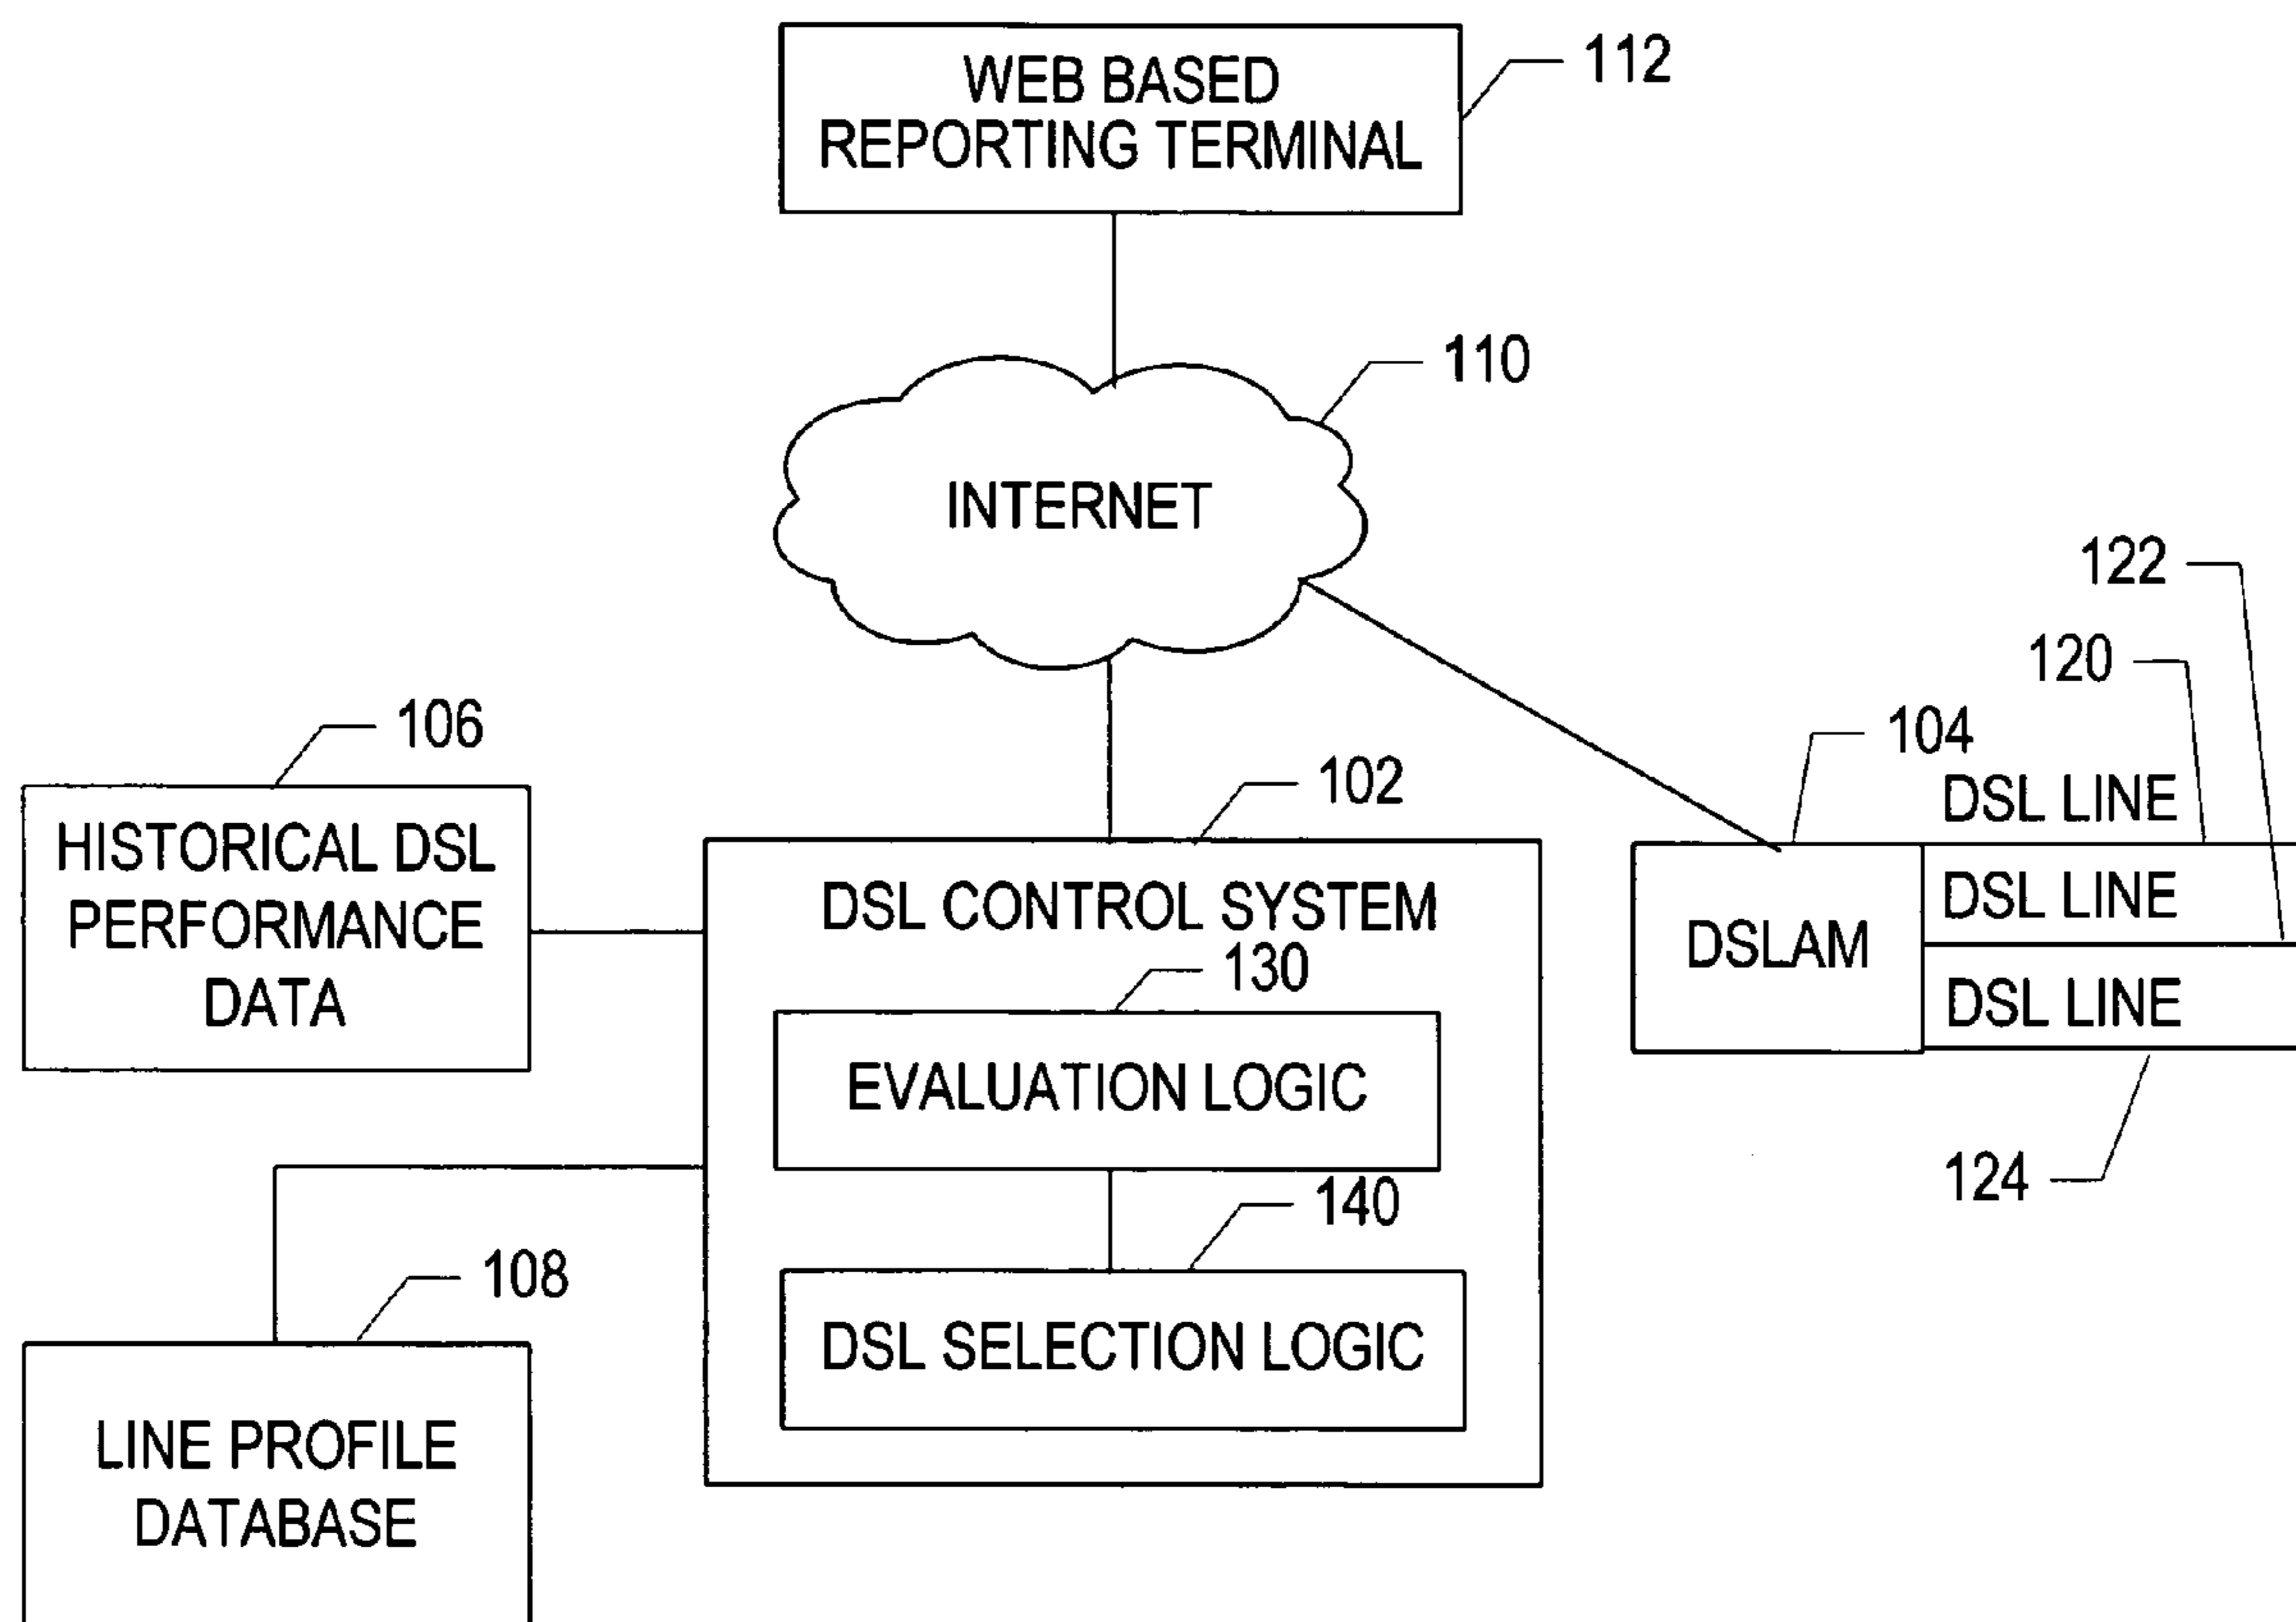 WEB BASED
REPORTING TERMINAL
112
110
INTERNET
122
120
106
104
102
DSL LINE
HISTORICAL DSL
PERFORMANCE
DATA
DSL CONTROL SYSTEM
130
EVALUATION LOGIC
140
DSL SELECTION LOGIC
DSLAM
DSL LINE
DSL LINE
124
108
LINE PROFILE
DATABASE